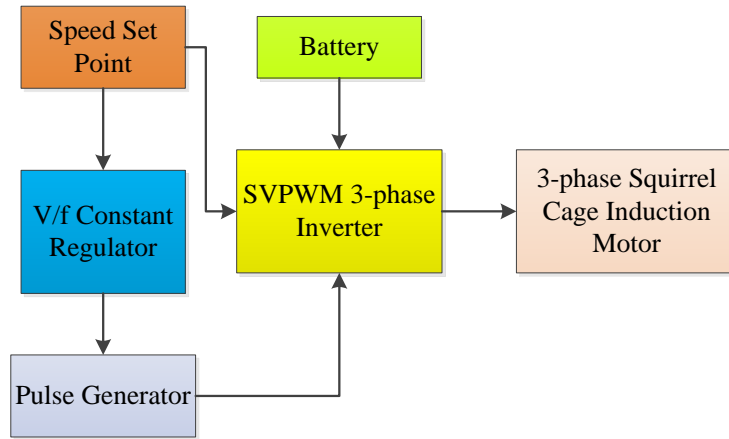 Speed Set
Point
Battery
V/f Constant
Regulator
SVPWM 3-phase
Inverter
3-phase Squirrel
Cage Induction
Motor
Pulse Generator